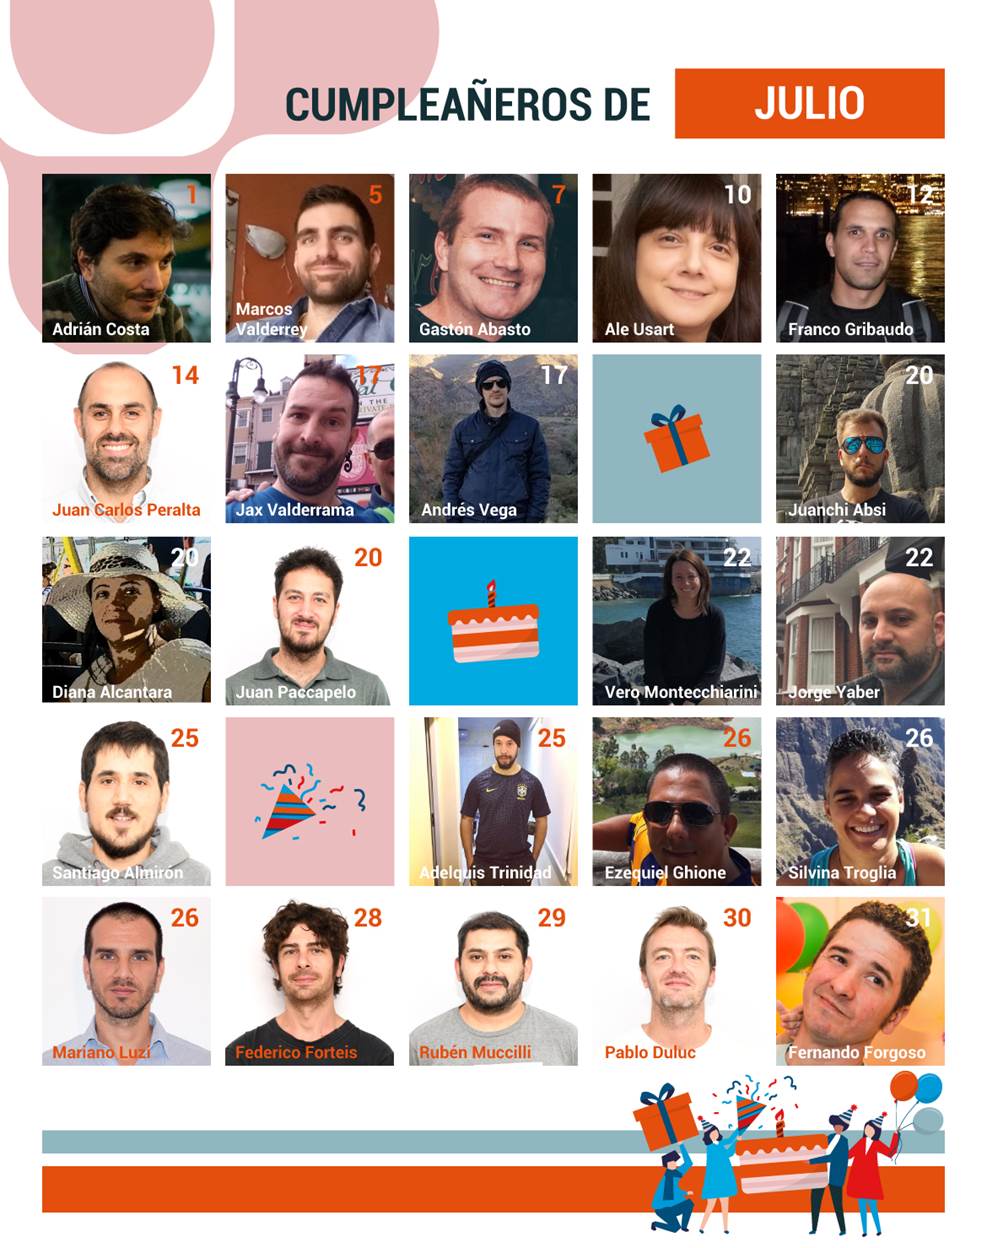 CUMPLEAÑEROS DE JULIO
1
Adrián Costa
5
Marcos
Valderrey
7
Gastón Abasto
10
Ale Usart
12
Franco Gribaudo
14
Juan Carlos Peralta
17
Jax Valderrama
17
Andrés Vega
20
Juanchi Absi
20
Diana Alcantara
20
Juan Paccapelo
22
Vero Montecchiarini
22
Jorge Yaber
25
Santiago Almirón
25
Adelquis Trinidad
26
Ezequiel Ghione
26
Silvina Troglia
26
Mariano Luzi
28
Federico Forteis
29
Rubén Muccilli
30
Pablo Duluc
31
Fernando Forgoso